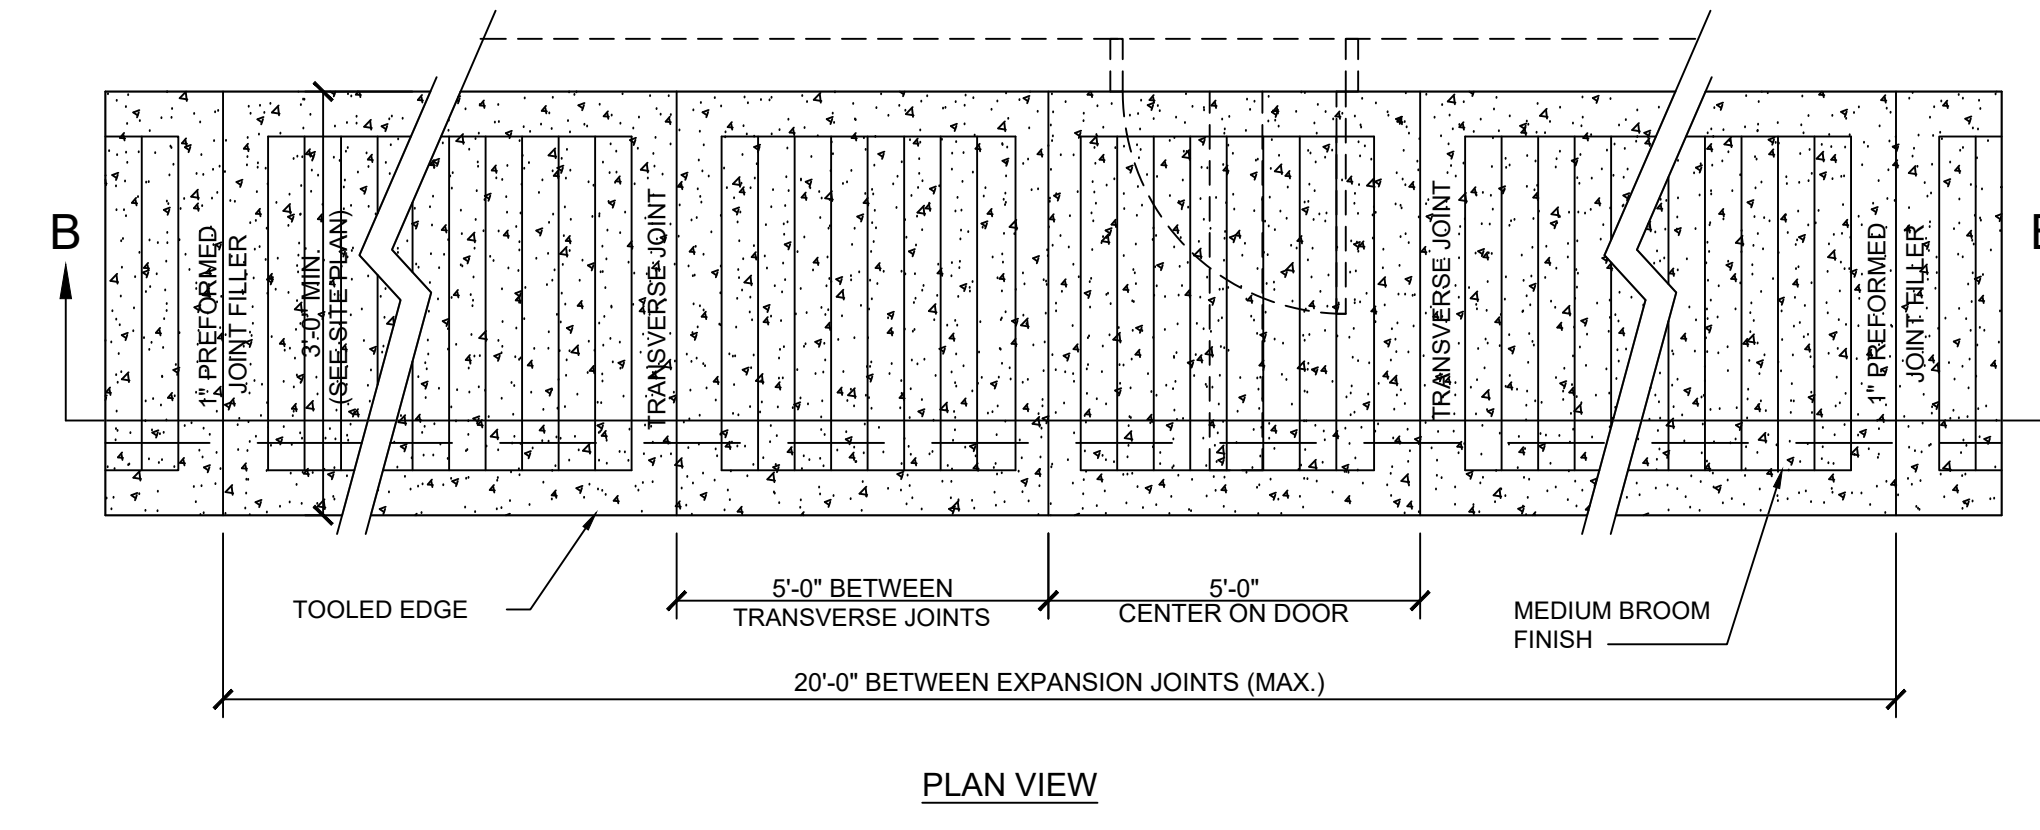 B
1" PREFORMED
JOINT FILLER
3'-0" MIN.
(SEE SITE PLAN)
TRANSVERSE JOINT
TRANSVERSE JOINT
1" PREFORMED
JOINT FILLER
TOOLED EDGE
5'-0" BETWEEN
TRANSVERSE JOINTS
5'-0"
CENTER ON DOOR
MEDIUM BROOM
FINISH
20'-0" BETWEEN EXPANSION JOINTS (MAX.)
PLAN VIEW